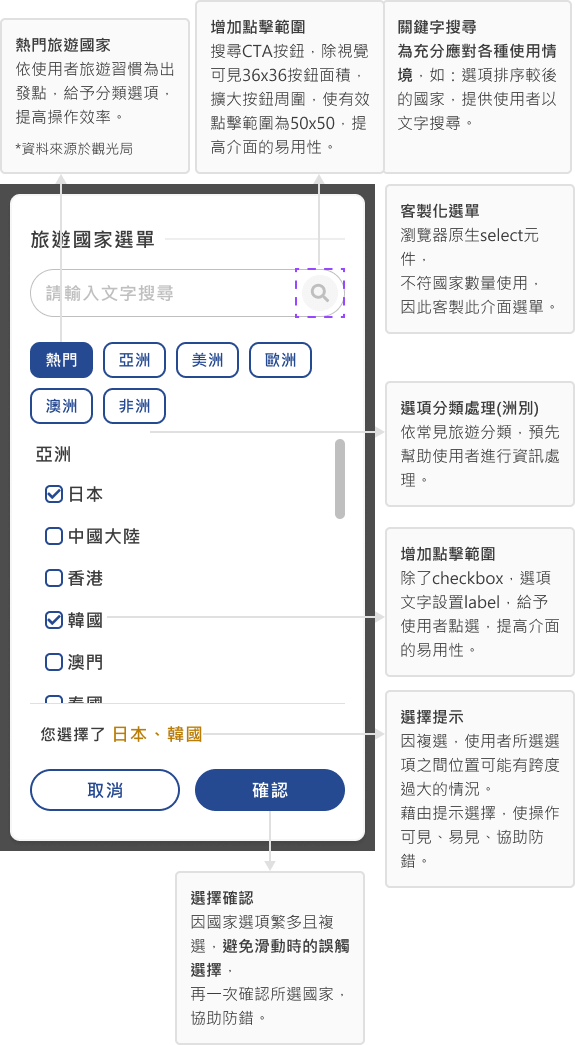 熱門旅遊國家
依使用者旅遊習慣為出
發點﹐給予分類選項﹐
提高操作效率。
*資料來源於觀光局
增加點擊範圍
搜尋CTA按鈕﹐除視覺
可見36x36按鈕面積﹐
擴大按鈕周圍﹐使有效
點擊範圍為50x50﹐提
高介面的易用性。
關鍵字搜尋
為充分應對各種使用情
境﹐如：選項排序較後
的國家﹐提供使用者以
文字搜尋。
旅遊國家選單
請輸入文字搜尋
熱門
亞洲
美洲
歐洲
澳洲
非洲
亞洲
日本
中國大陸
香港
韓國
澳門
泰國
您選擇了 日本、韓國
取消
確認
客製化選單
瀏覽器原生select元
件﹐
不符國家數量使用﹐
因此客製此介面選單。
選項分類處理(洲別)
依常見旅遊分類﹐預先
幫助使用者進行資訊處
理。
增加點擊範圍
除了checkbox﹐選項
文字設置label﹐給予
使用者點選﹐提高介面
的易用性。
選擇提示
因複選﹐使用者所選選
項之間位置可能有跨度
過大的情況。
藉由提示選擇﹐使操作
可見、易見、協助防
錯。
選擇確認
因國家選項繁多且複
選﹐避免滑動時的誤觸
選擇﹐
再一次確認所選國家﹐
協助防錯。